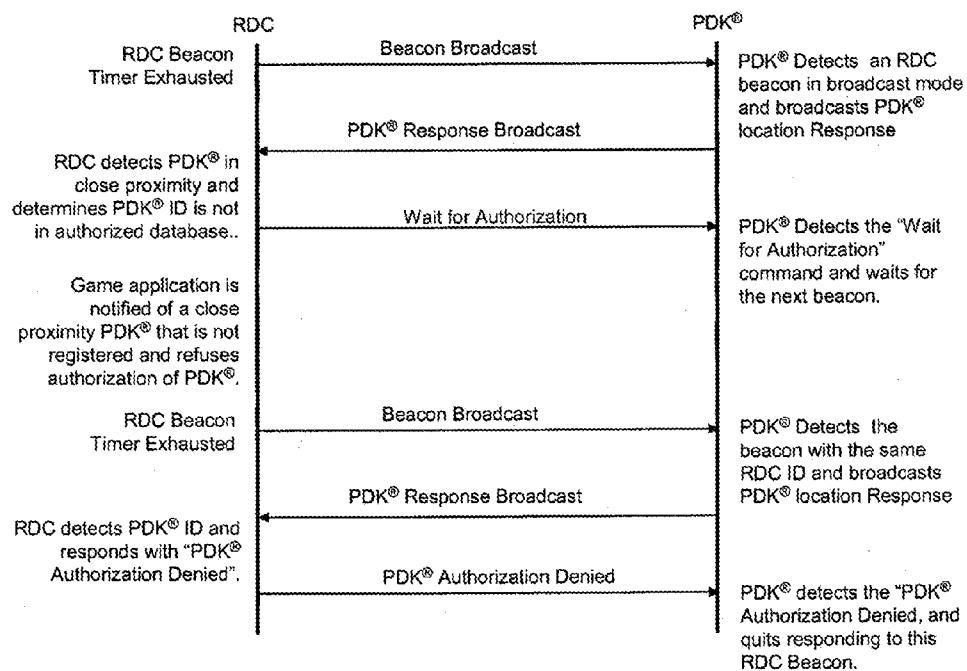 RDC
PDK®
RDC Beacon
Timer Exhausted
Beacon Broadcast
PDK® Detects an RDC
beacon in broadcast mode
and broadcasts PDK®
location Response
PDK® Response Broadcast
RDC detects PDK® in
close proximity and
determines PDK® ID is not
in authorized database..
Wait for Authorization
PDK® Detects the "Wait
for Authorization"
command and waits for
the next beacon.
Game application is
notified of a close
proximity PDK® that is not
registered and refuses
authorization of PDK®.
RDC Beacon
Timer Exhausted
Beacon Broadcast
PDK® Detects the
beacon with the same
RDC ID and broadcasts
PDK® location Response
PDK® Response Broadcast
RDC detects PDK® ID and
responds with "PDK®
Authorization Denied".
PDK® Authorization Denied
PDK® detects the "PDK®
Authorization Denied, and
quits responding to this
RDC Beacon.